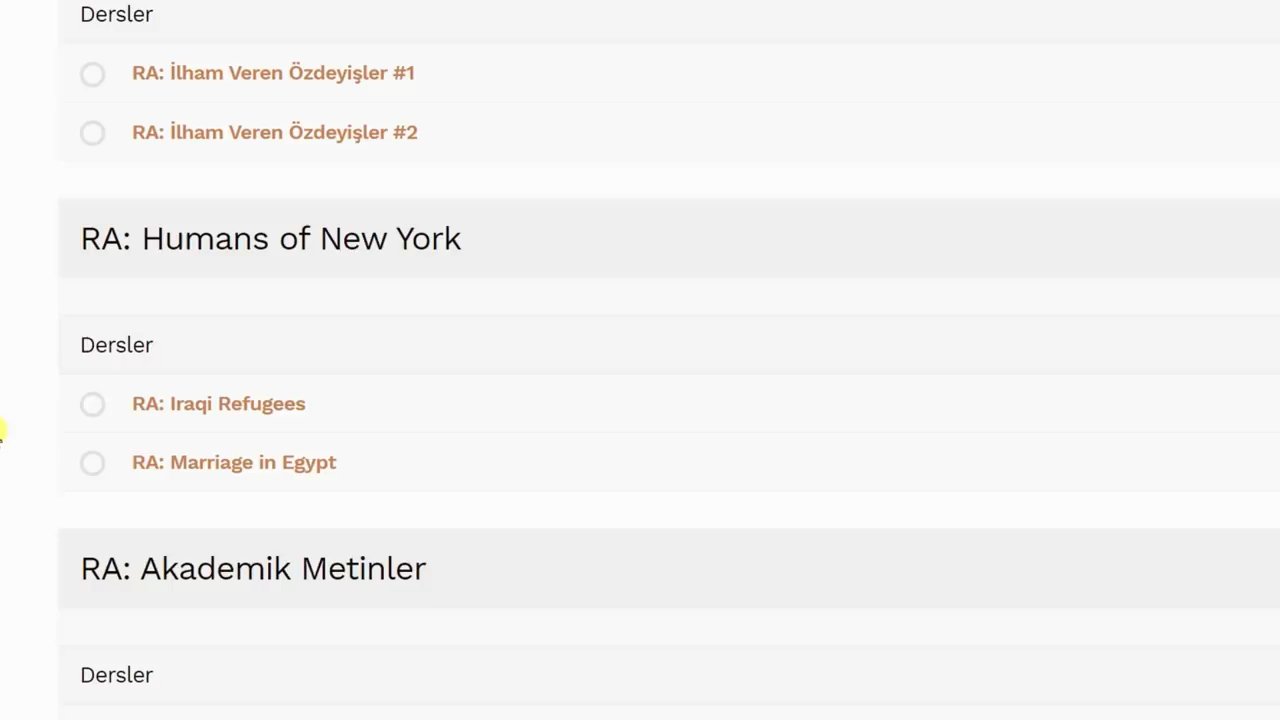 Dersler
RA: İlham Veren Özdeyişler #1
RA: İlham Veren Özdeyişler #2
RA: Humans of New York
Dersler
RA: Iraqi Refugees
RA: Marriage in Egypt
RA: Akademik Metinler
Dersler